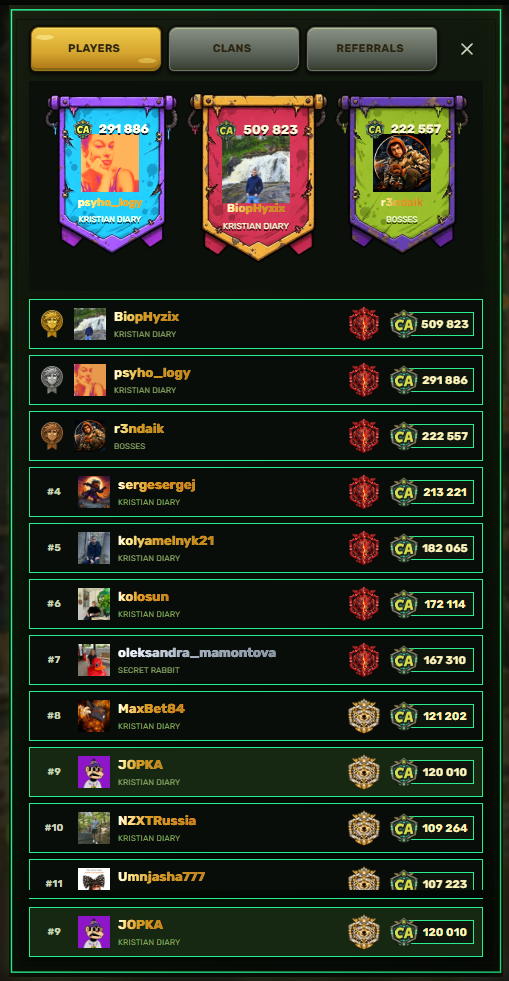 PLAYERS CLANS REFERRALS
CA 291 886
psyho_logy
KRISTIAN DIARY
CA 509 823
BiopHyzix
KRISTIAN DIARY
CA 222 557
r3ndaik
BOSSES
BiopHyzix
KRISTIAN DIARY
CA 509 823
psyho_logy
KRISTIAN DIARY
CA 291 886
r3ndaik
BOSSES
CA 222 557
#4 sergesergej
KRISTIAN DIARY
CA 213 221
#5 kolyamelnyk21
KRISTIAN DIARY
CA 182 065
#6 kolosun
KRISTIAN DIARY
CA 172 114
#7 oleksandra_mamontova
SECRET RABBIT
CA 167 310
#8 MaxBet84
KRISTIAN DIARY
CA 121 202
#9 JOPKA
KRISTIAN DIARY
CA 120 010
#10 NZXTRussia
KRISTIAN DIARY
CA 109 264
#11 Umnjasha777
CA 107 223
#9 JOPKA
KRISTIAN DIARY
CA 120 010